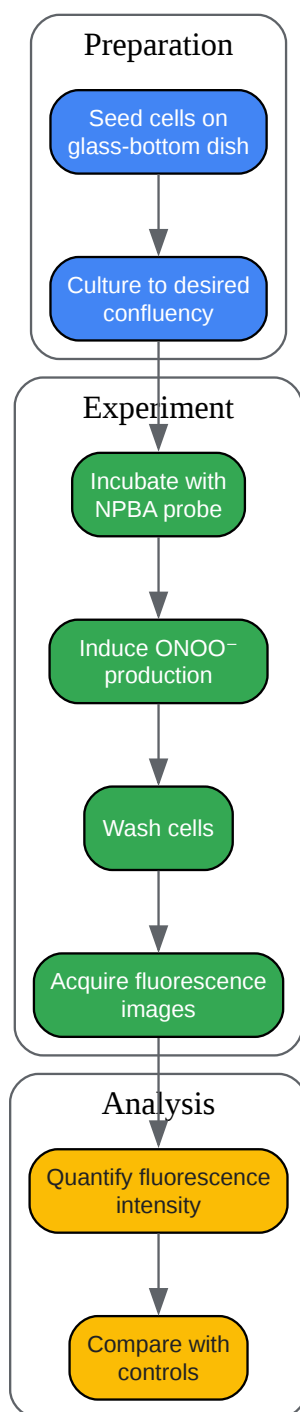 Preparation
Seed cells on
glass-bottom dish
Culture to desired
confluency
Experiment
Incubate with
NPBA probe
Induce ONOO⁻
production
Wash cells
Acquire fluorescence
images
Analysis
Quantify fluorescence
intensity
Compare with
controls